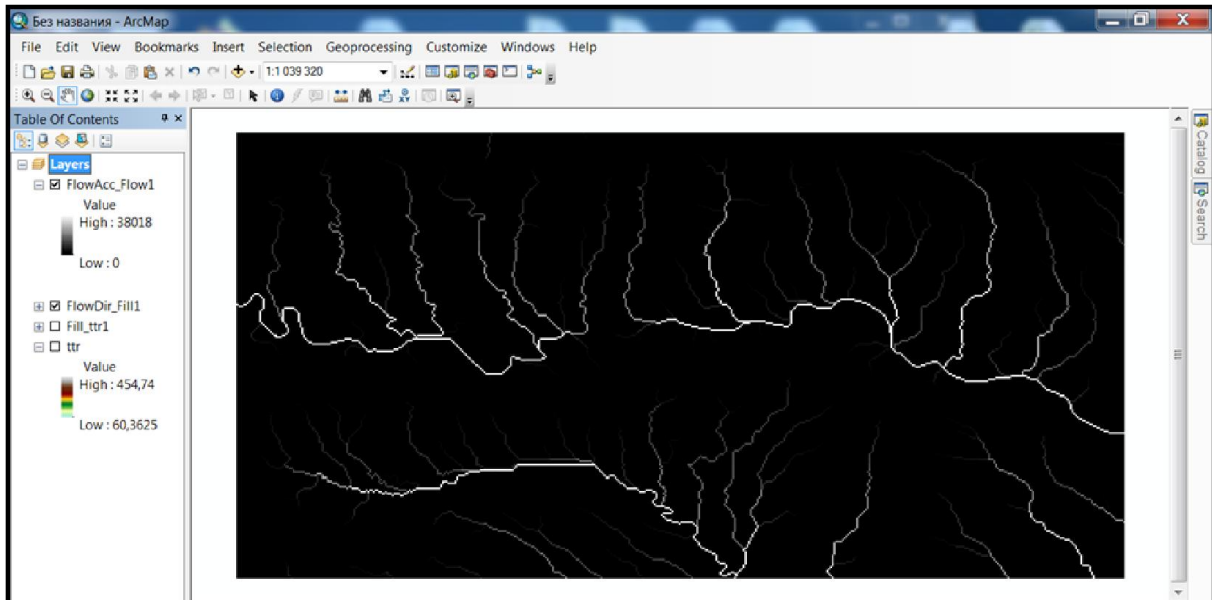 Без названия - ArcMap
File Edit View Bookmarks Insert Selection Geoprocessing Customize Windows Help
1:1 039 320
Table Of Contents
Layers
FlowAcc_Flow1
Value
High : 38018
Low : 0
FlowDir_Fill1
Fill_ttr1
ttr
Value
High : 454,74
Low : 60,3625
Catalog
Search